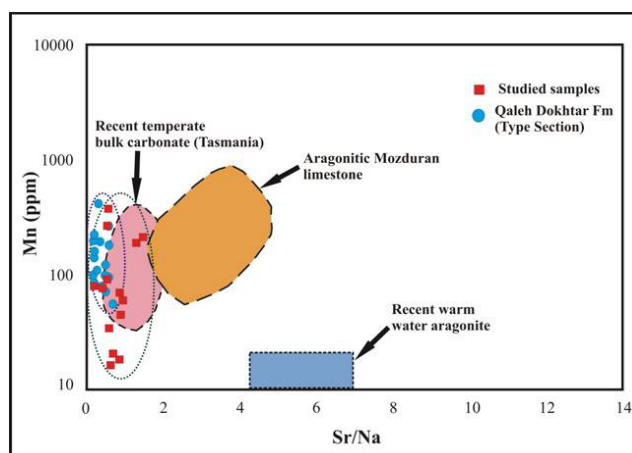 10000
1000
100
10
Mn (ppm)
Studied samples
Qaleh Dokhtar Fm
(Type Section)
Recent temperate
bulk carbonate (Tasmania)
Aragonitic Mozduran
limestone
Recent warm
water aragonite
0 2 4 6 8 10 12 14
Sr/Na